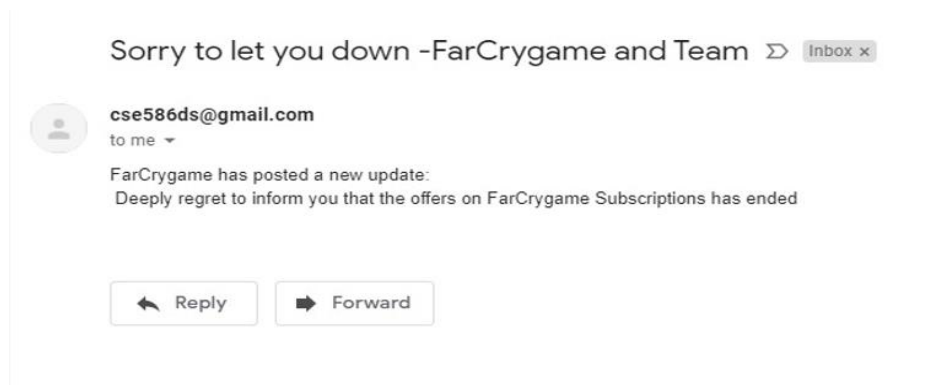 Sorry to let you down -FarCrygame and Team Inbox x
cse586ds@gmail.com
to me
FarCrygame has posted a new update:
Deeply regret to inform you that the offers on FarCrygame Subscriptions has ended
Reply Forward